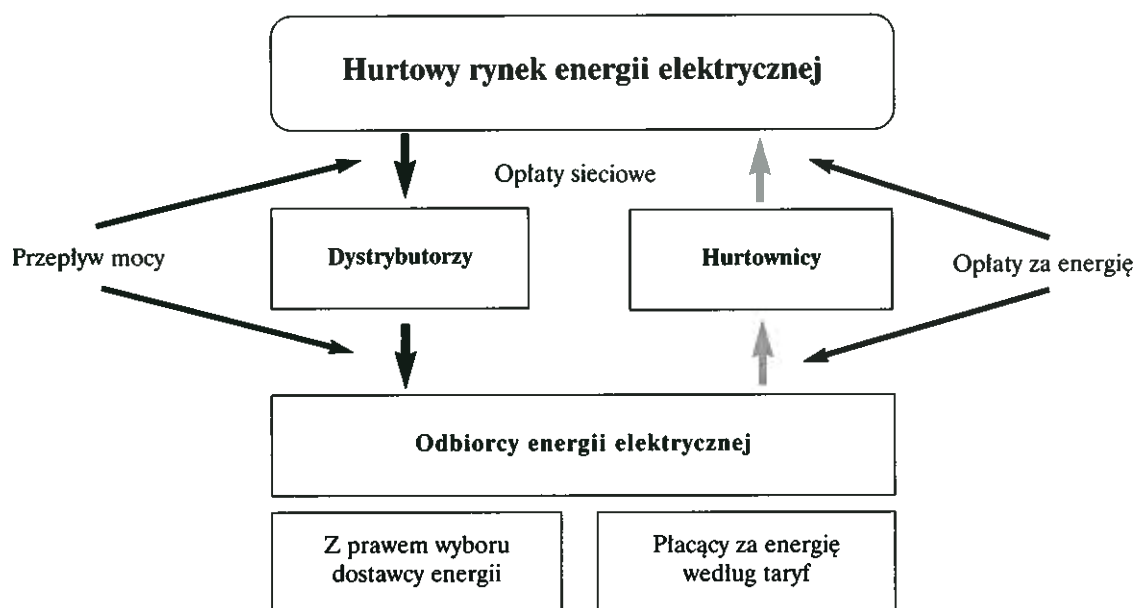 Hurtowy rynek energii elektrycznej
Opłaty sieciowe
Przepływ mocy
Dystrybutorzy
Hurtownicy
Opłaty za energię
Odbiorcy energii elektrycznej
Z prawem wyboru
dostawcy energii
Płacący za energię
według taryf